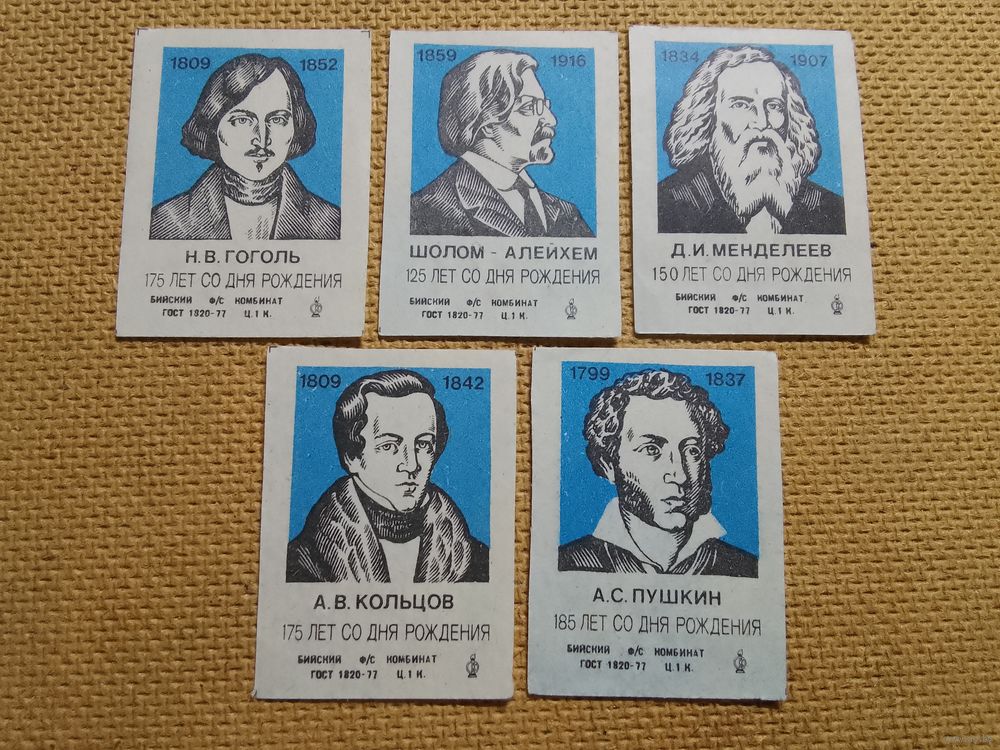 1809 1852
Н.В. ГОГОЛЬ
175 ЛЕТ СО ДНЯ РОЖДЕНИЯ
БИЙСКИЙ Ф/С КОМБИНАТ
ГОСТ 1820-77 Ц.1 К.
1859 1916
ШОЛОМ - АЛЕЙХЕМ
125 ЛЕТ СО ДНЯ РОЖДЕНИЯ
БИЙСКИЙ Ф/С КОМБИНАТ
ГОСТ 1820-77 Ц.1 К.
1834 1907
Д.И. МЕНДЕЛЕЕВ
150 ЛЕТ СО ДНЯ РОЖДЕНИЯ
БИЙСКИЙ Ф/С КОМБИНАТ
ГОСТ 1820-77 Ц.1 К.
1809 1842
А.В. КОЛЬЦОВ
175 ЛЕТ СО ДНЯ РОЖДЕНИЯ
БИЙСКИЙ Ф/С КОМБИНАТ
ГОСТ 1820-77 Ц.1 К.
1799 1837
А.С. ПУШКИН
185 ЛЕТ СО ДНЯ РОЖДЕНИЯ
БИЙСКИЙ Ф/С КОМБИНАТ
ГОСТ 1820-77 Ц.1 К.